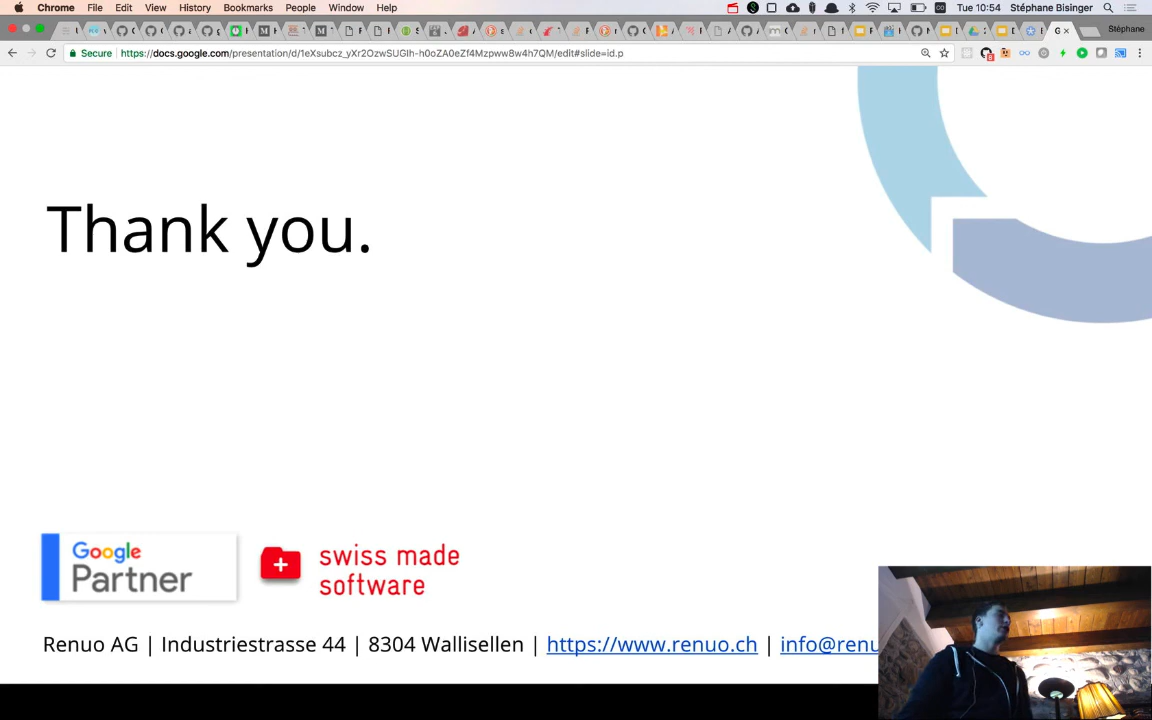 Chrome File Edit View History Bookmarks People Window Help Tue 10:54 Stéphane Bisinger
Stéphane
Secure https://docs.google.com/presentation/d/1eXsubcz_yXr2OzwSUGIh-h0oZA0eZf4Mzpww8w4h7QM/edit#slide=id.p
Thank you.
Google
Partner
swiss made
software
Renuo AG | Industriestrasse 44 | 8304 Wallisellen | https://www.renuo.ch | info@renu